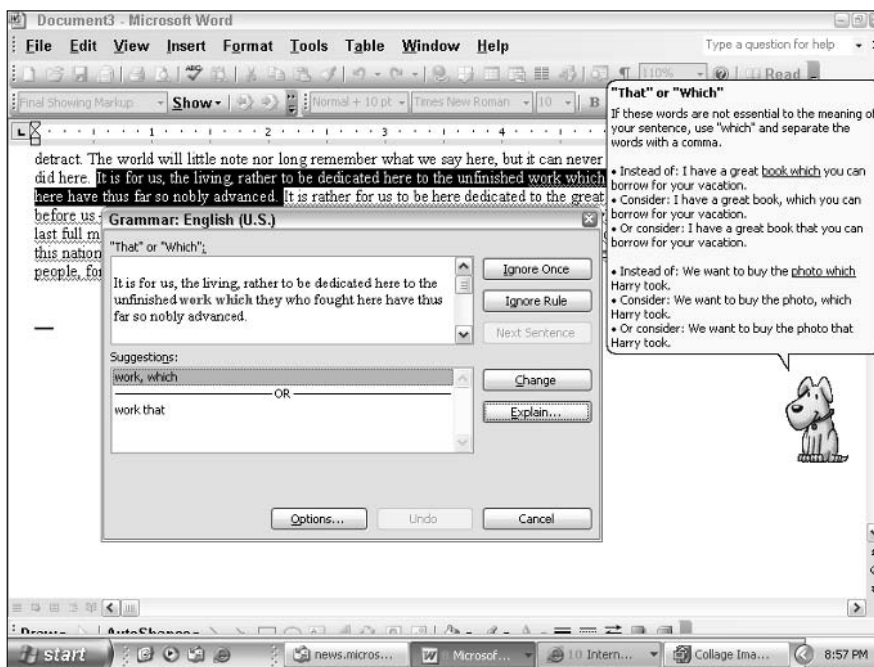 Document3 - Microsoft Word
File Edit View Insert Format Tools Table Window Help
Type a question for help
110% Read
Final Showing Markup Show Normal + 10 pt Times New Roman 10 B
L 1 2 3 4
detract. The world will little note nor long remember what we say here, but it can never
did here. It is for us, the living, rather to be dedicated here to the unfinished work which
here have thus far so nobly advanced. It is rather for us to be here dedicated to the great
before us
last full m
this nation
people, for
Grammar: English (U.S.)
"That" or "Which":
It is for us, the living, rather to be dedicated here to the
unfinished work which they who fought here have thus
far so nobly advanced.
Ignore Once
Ignore Rule
Next Sentence
Suggestions:
work, which
OR
work that
Change
Explain...
Options... Undo Cancel
"That" or "Which"
If these words are not essential to the meaning of
your sentence, use "which" and separate the
words with a comma.
• Instead of: I have a great book which you can
borrow for your vacation.
• Consider: I have a great book, which you can
borrow for your vacation.
• Or consider: I have a great book that you can
borrow for your vacation.
• Instead of: We want to buy the photo which
Harry took.
• Consider: We want to buy the photo, which
Harry took.
• Or consider: We want to buy the photo that
Harry took.
Draw AutoShapes
start news.micros... Microsof... 10 Intern... Collage Ima... 8:57 PM